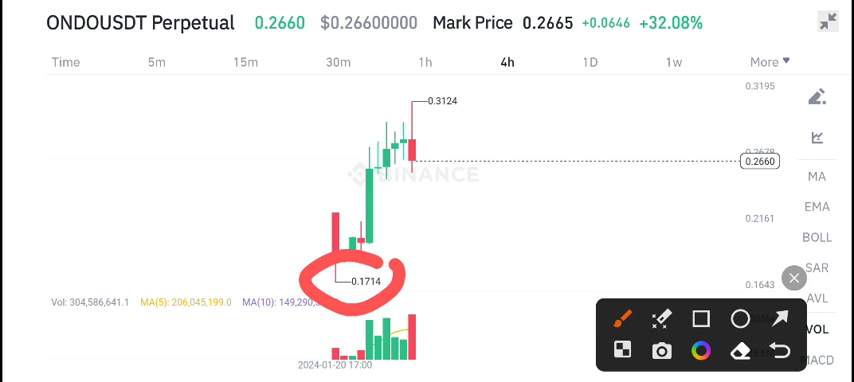 ONDOUSDT Perpetual 0.2660 $0.26600000 Mark Price 0.2665 +0.0646 +32.08%
Time 5m 15m 30m 1h 4h 1D 1w More
0.3195
0.3124
0.2660
BINANCE
MA
EMA
0.2161
BOLL
SAR
0.1714
0.1643
AVL
Vol: 304,586,641.1 MA(5): 206,045,199.0 MA(10): 149,290,
VOL
MACD
2024-01-20 17:00